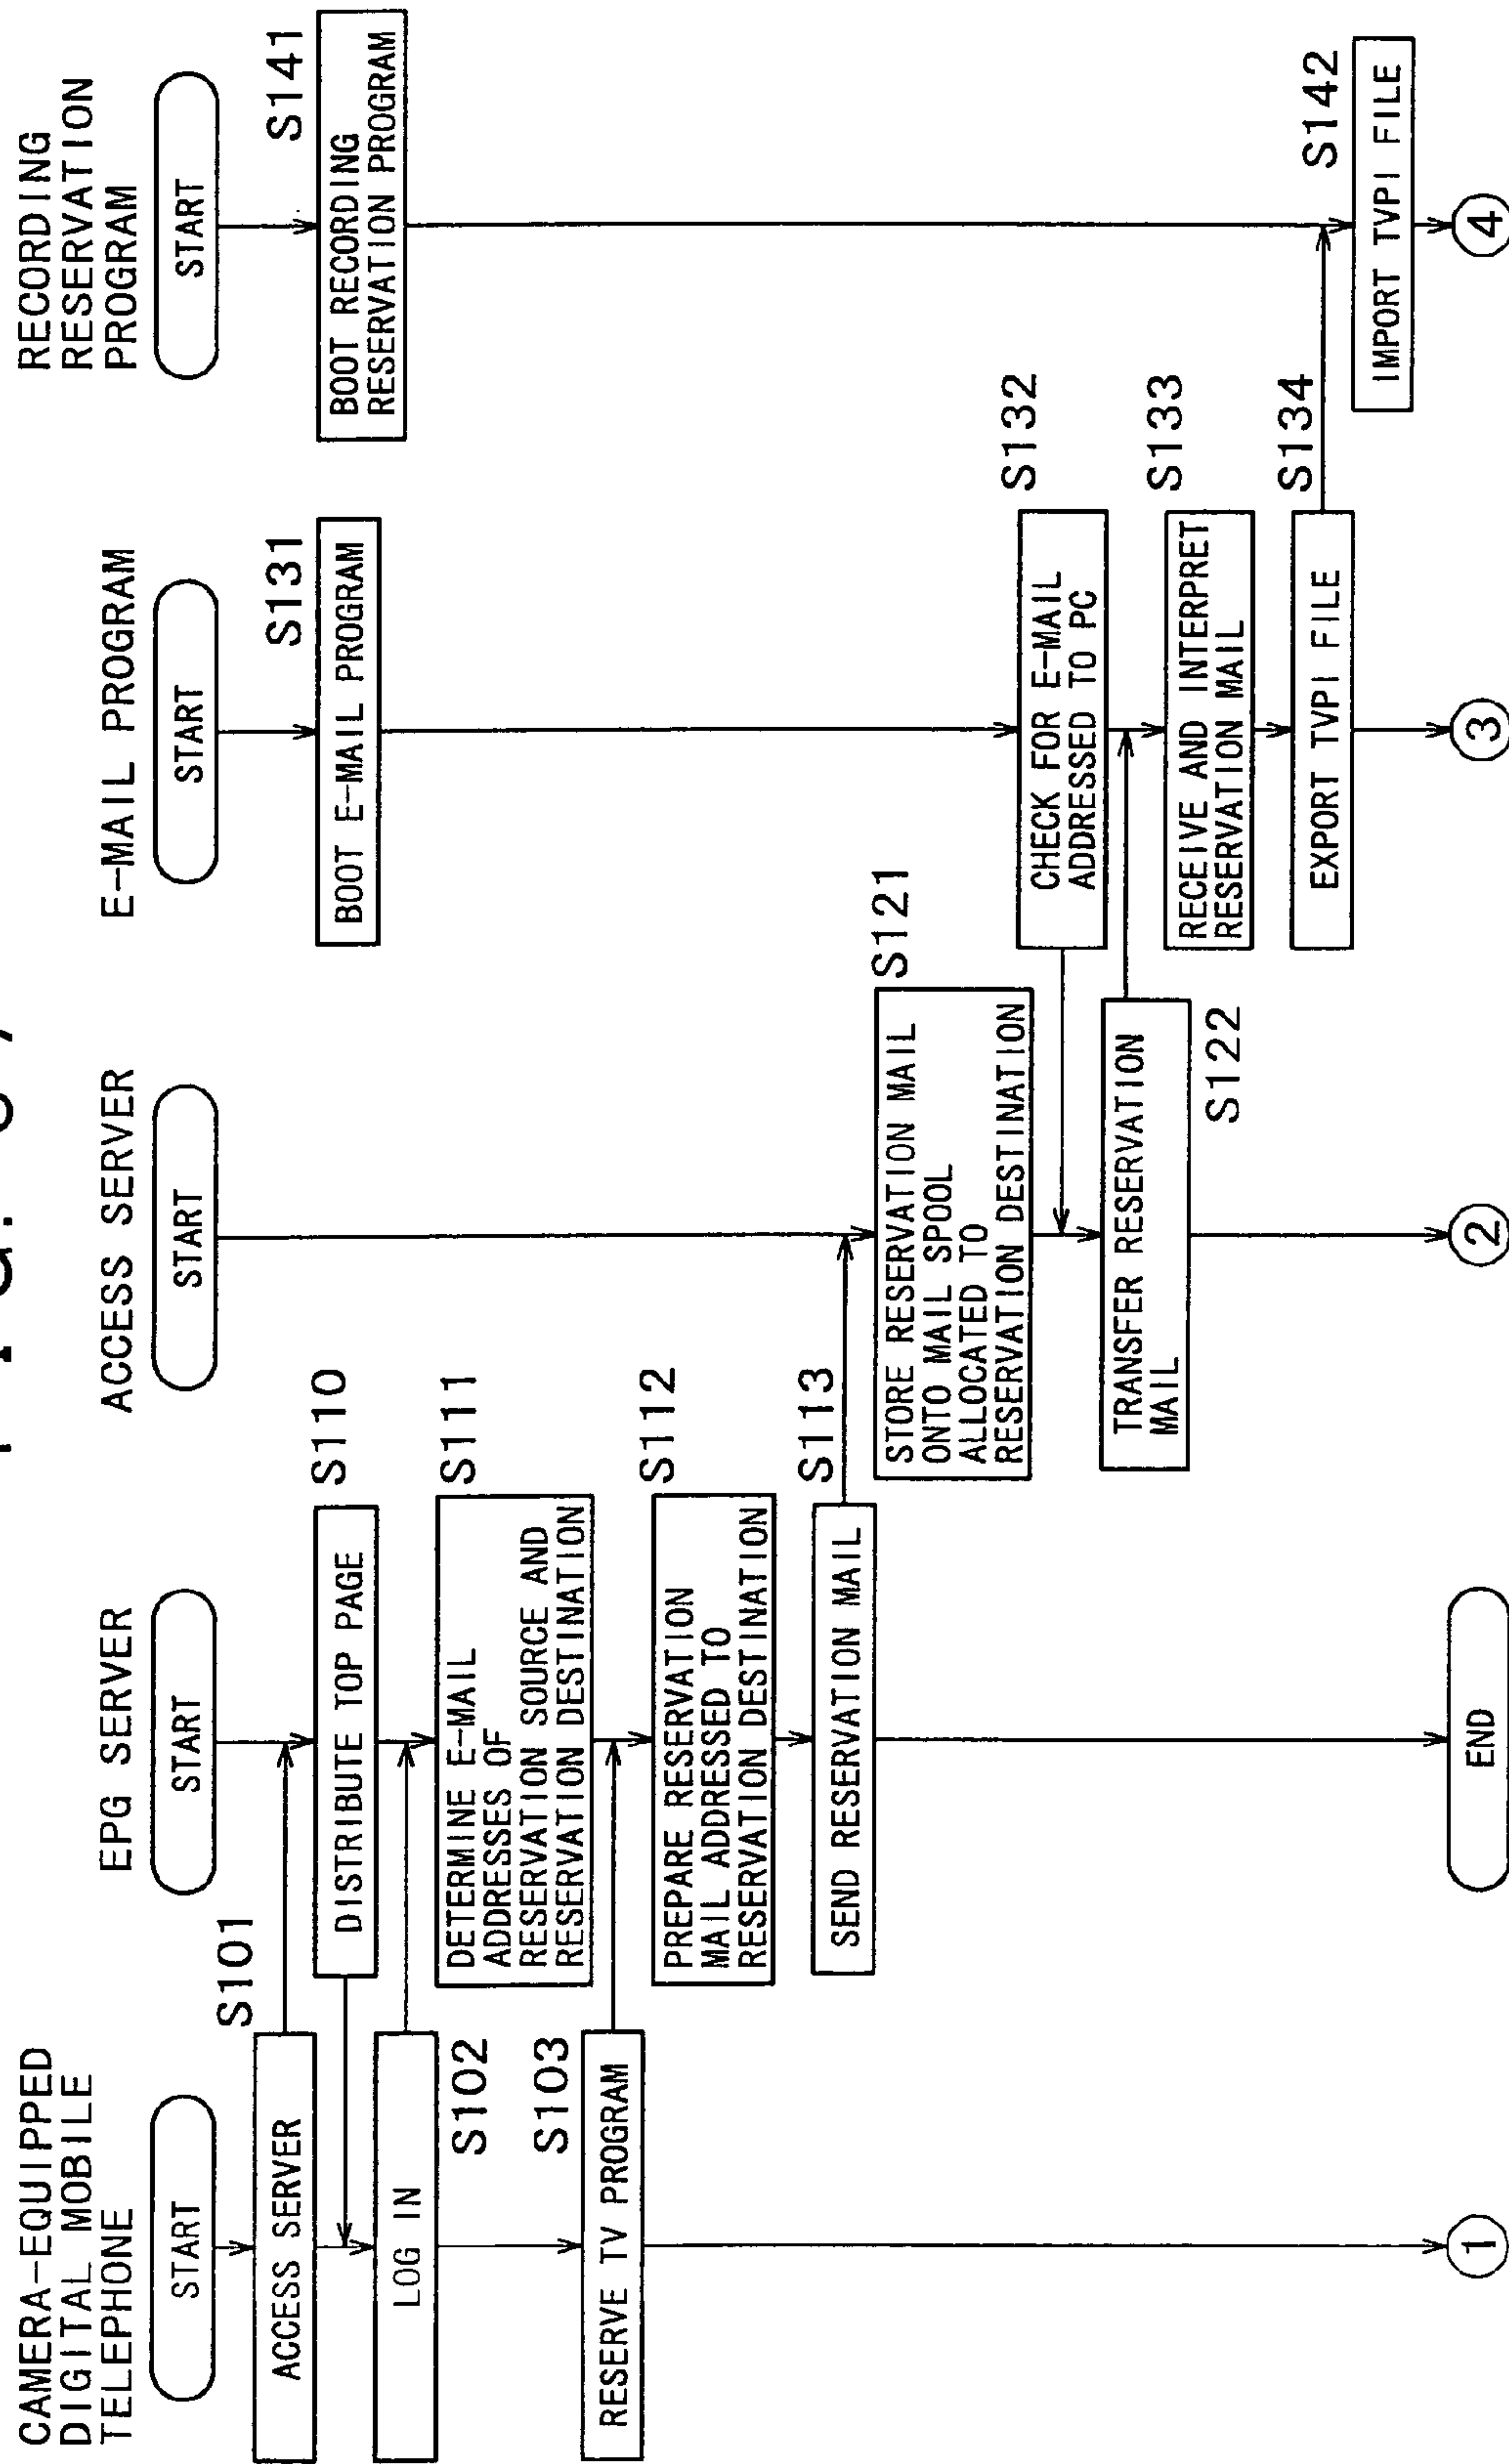 CAMERA-EQUIPPED
DIGITAL MOBILE
TELEPHONE
START
S101
ACCESS SERVER
LOG IN
S102
S103
RESERVE TV PROGRAM
1
EPG SERVER
START
S110
DISTRIBUTE TOP PAGE
S111
DETERMINE E-MAIL
ADDRESSES OF
RESERVATION SOURCE AND
RESERVATION DESTINATION
S112
PREPARE RESERVATION
MAIL ADDRESSED TO
RESERVATION DESTINATION
S113
SEND RESERVATION MAIL
END
ACCESS SERVER
START
S121
STORE RESERVATION MAIL
ONTO MAIL SPOOL
ALLOCATED TO
RESERVATION DESTINATION
TRANSFER RESERVATION
MAIL
S122
2
E-MAIL PROGRAM
START
S131
BOOT E-MAIL PROGRAM
S132
CHECK FOR E-MAIL
ADDRESSED TO PC
S133
RECEIVE AND INTERPRET
RESERVATION MAIL
S134
EXPORT TVPI FILE
3
RECORDING
RESERVATION
PROGRAM
START
S141
BOOT RECORDING
RESERVATION PROGRAM
S142
IMPORT TVPI FILE
4